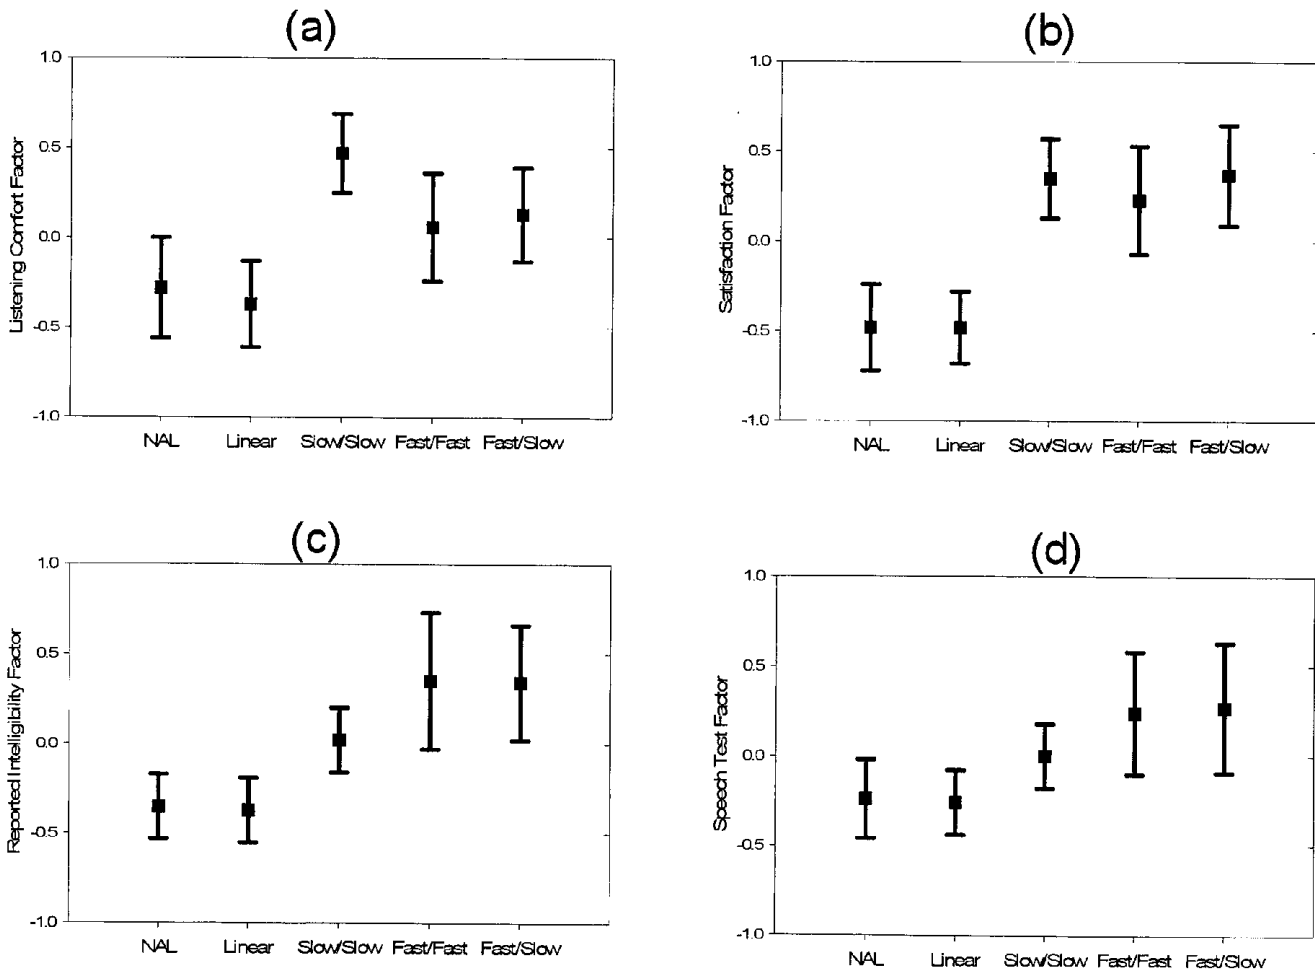 (a)
1.0
0.5
0.0
-0.5
-1.0
Listening Comfort Factor
NAL Linear Slow/Slow Fast/Fast Fast/Slow
(b)
1.0
0.5
0.0
-0.5
-1.0
Satisfaction Factor
NAL Linear Slow/Slow Fast/Fast Fast/Slow
(c)
1.0
0.5
0.0
-0.5
-1.0
Reported Intelligibility Factor
NAL Linear Slow/Slow Fast/Fast Fast/Slow
(d)
1.0
0.5
0.0
-0.5
-1.0
Speech Test Factor
NAL Linear Slow/Slow Fast/Fast Fast/Slow